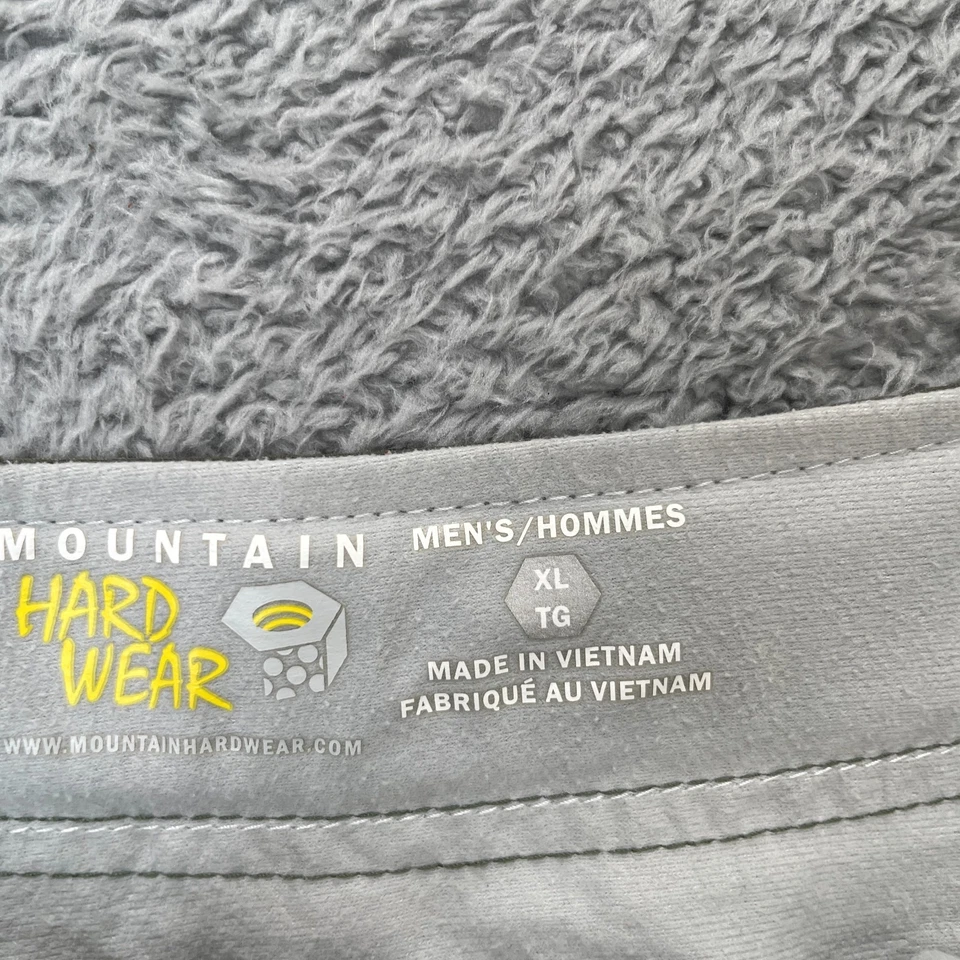 MOUNTAIN
HARD
WEAR
WWW.MOUNTAINHARDWEAR.COM
MEN'S/HOMMES
XL
TG
MADE IN VIETNAM
FABRIQUÉ AU VIETNAM